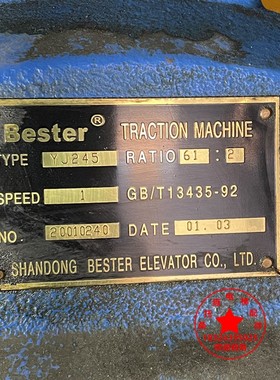 Bester ® TRACTION MACHINE
TYPE YJ245 RATIO 61 : 2
SPEED 1 GB/T13435-92
NO. 20010240 DATE 01.03
SHANDONG BESTER ELEVATOR CO., LTD.